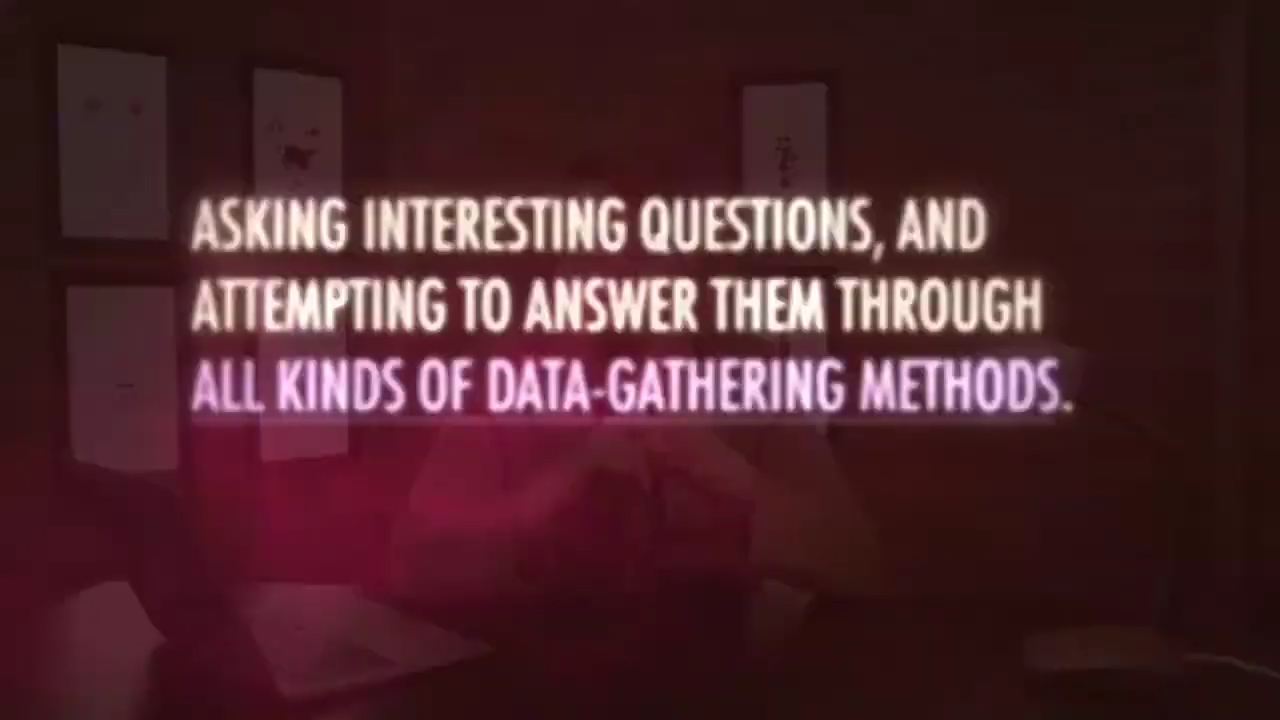 ASKING INTERESTING QUESTIONS, AND
ATTEMPTING TO ANSWER THEM THROUGH
ALL KINDS OF DATA-GATHERING METHODS.